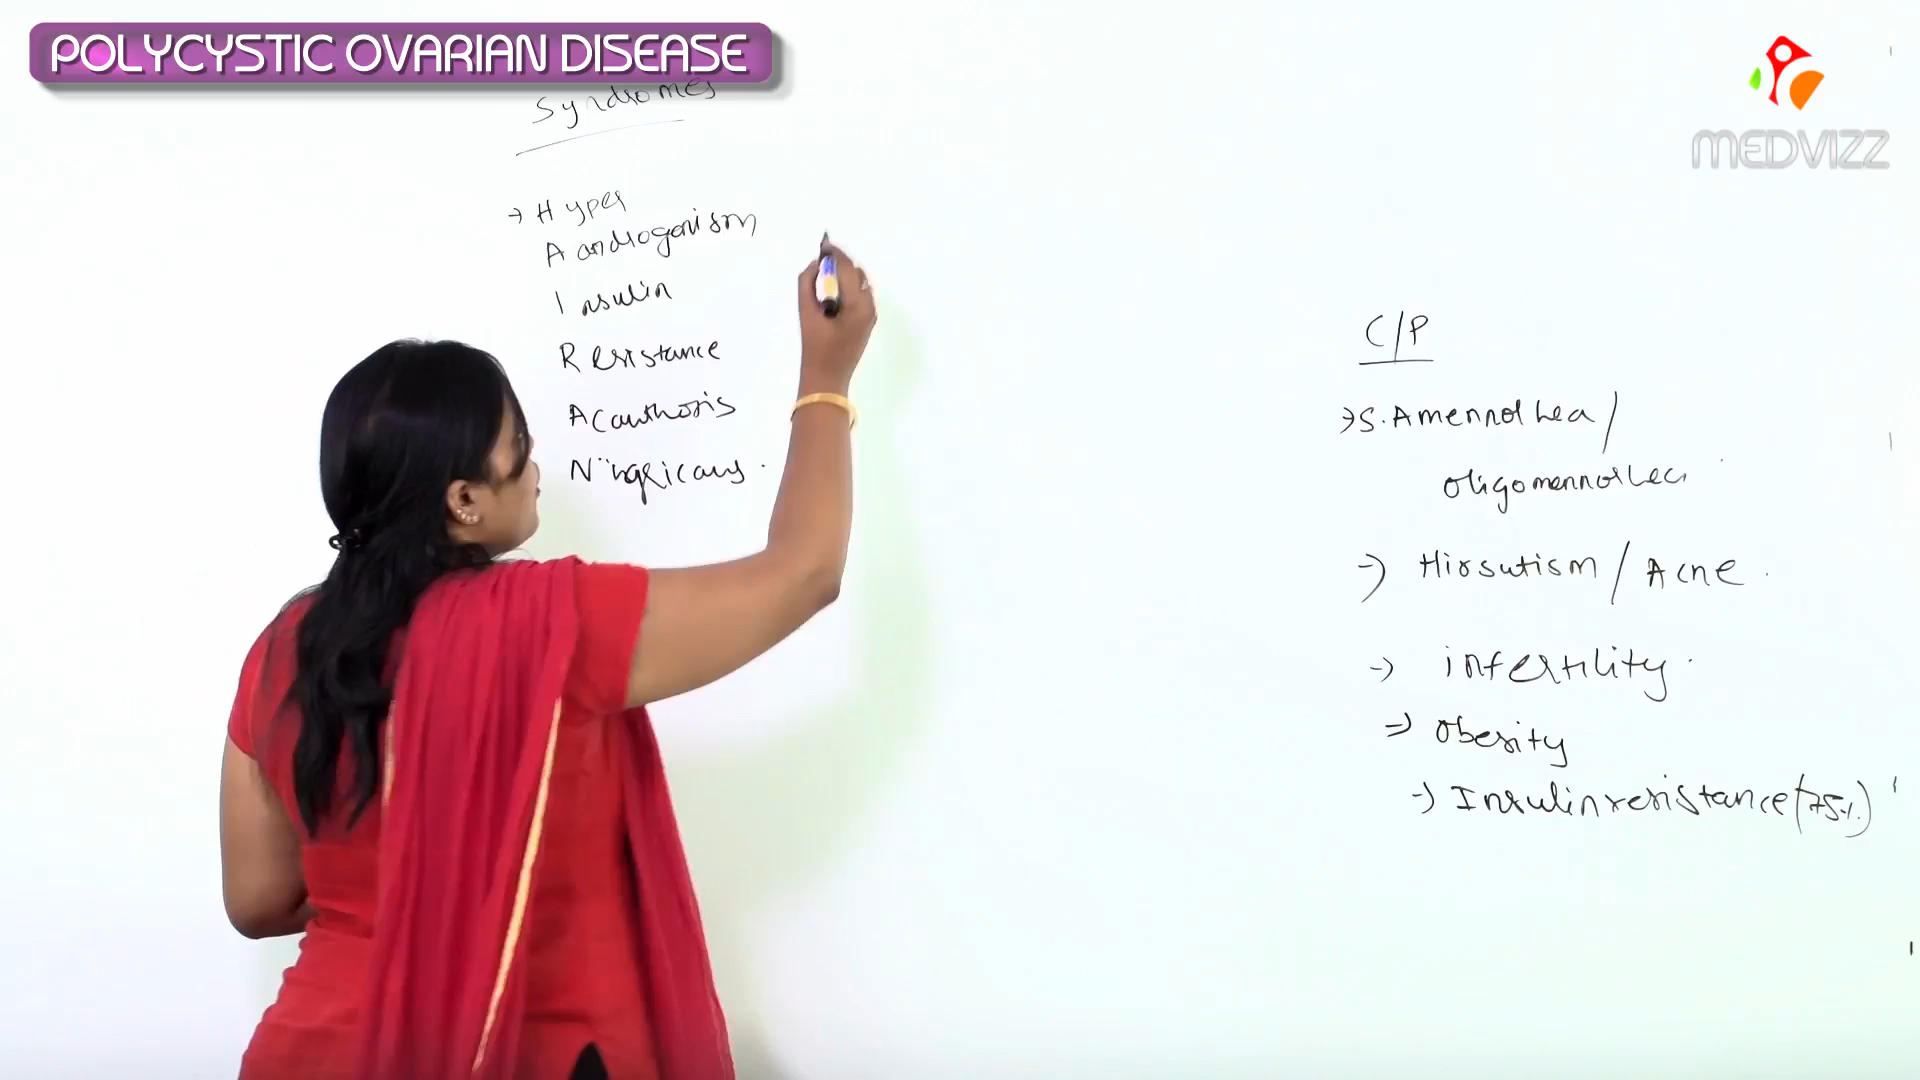 POLYCYSTIC OVARIAN DISEASE
MEDVIZZ
Syndromes
→ Hyper
A androgenism
Insulin
Resistance
Acanthosis
Nigricans.
C/P
→ S. Amenorrhea /
oligomenorrhea
→ Hirsutism / Acne.
→ infertility.
⇒ Obesity
→ Insulin resistance (75%)